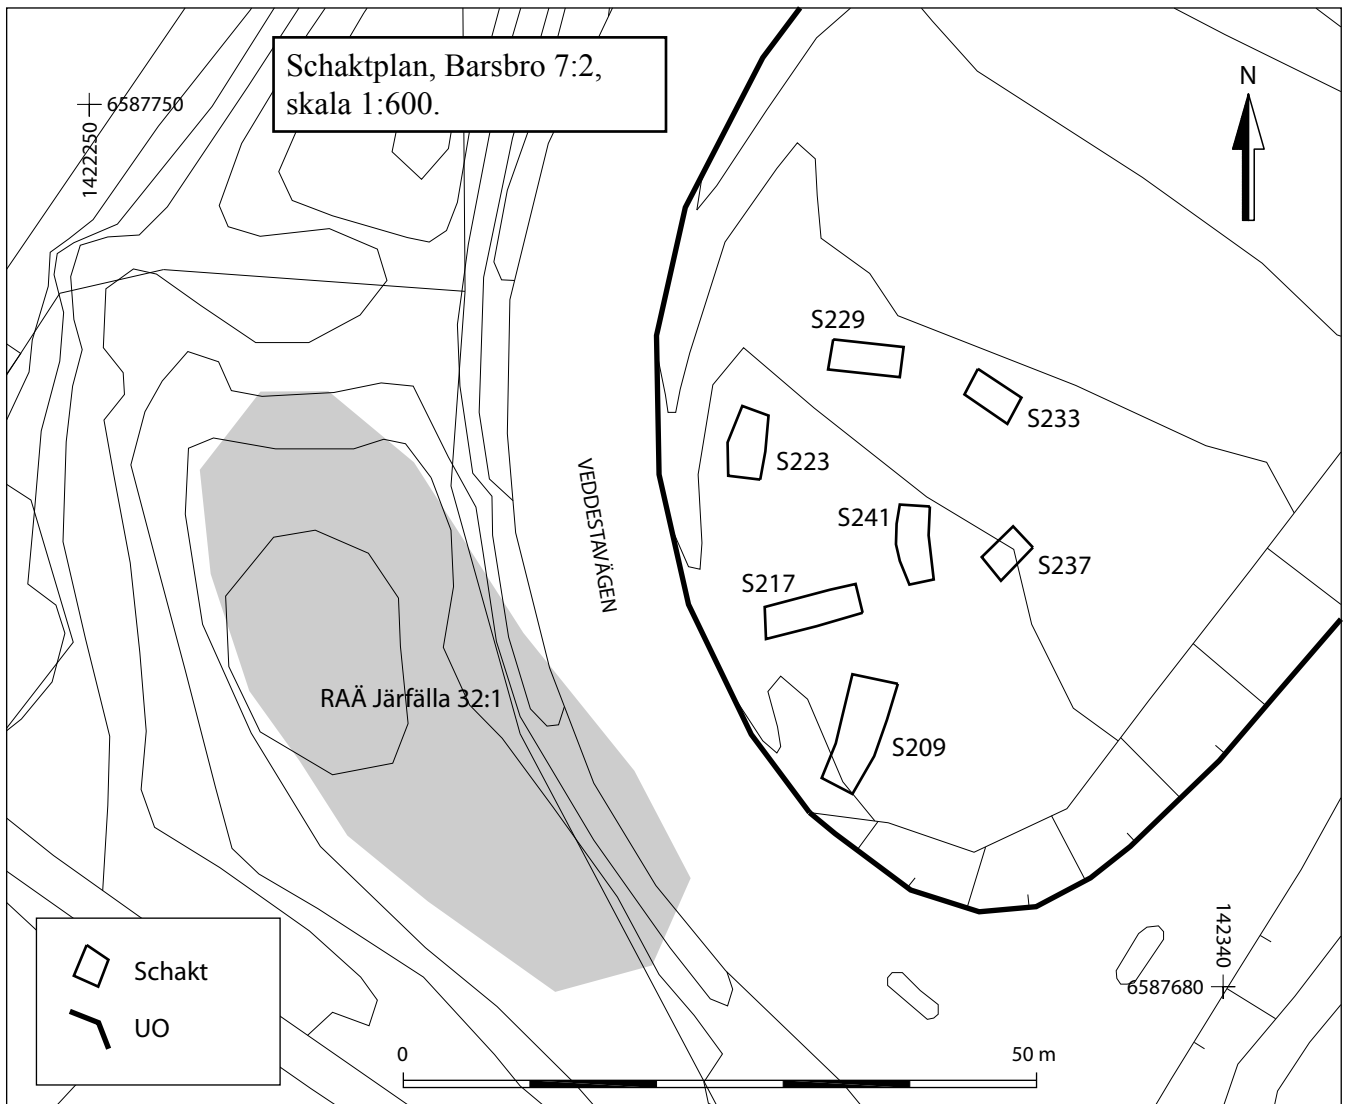 Schaktplan, Barsbro 7:2,
skala 1:600.
6587750
1422250
N
S229
S233
S223
S241
S237
S217
VEDDESTAVÄGEN
RAÄ Järfälla 32:1
S209
142340
6587680
Schakt
UO
0
50 m